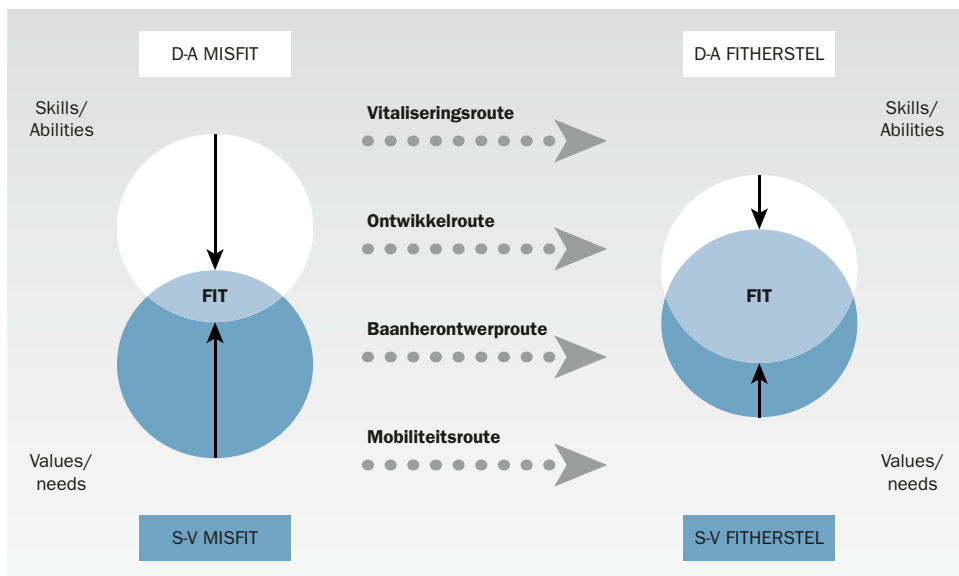 D-A MISFIT
D-A FITHERSTEL
Skills/
Abilities
Vitaliseringsroute
Skills/
Abilities
Ontwikkelroute
FIT
FIT
Baanherontwerproute
Mobiliteitsroute
Values/
needs
Values/
needs
S-V MISFIT
S-V FITHERSTEL